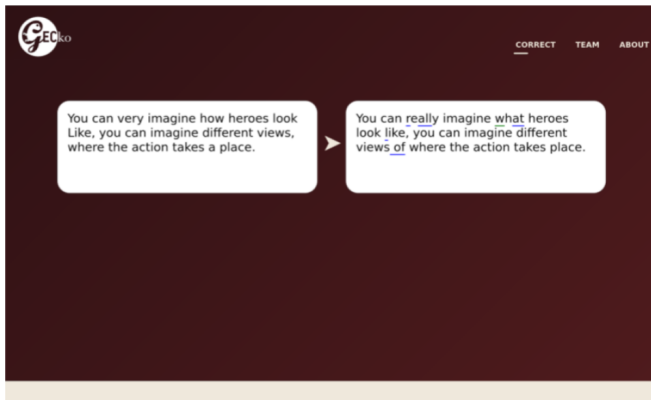 GECko
CORRECT TEAM ABOUT
You can very imagine how heroes look
Like, you can imagine different views,
where the action takes a place.
You can really imagine what heroes
look like, you can imagine different
views of where the action takes place.